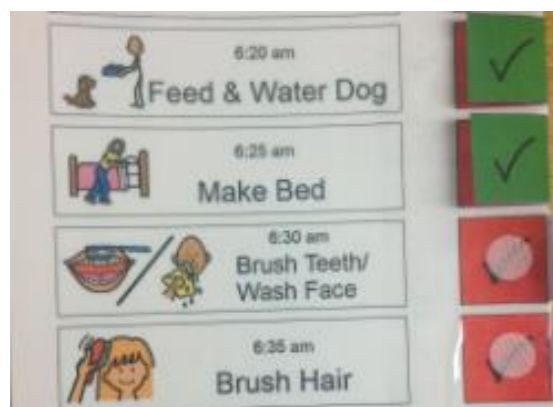 6:20 am
Feed & Water Dog
6:25 am
Make Bed
6:30 am
Brush Teeth/
Wash Face
6:35 am
Brush Hair